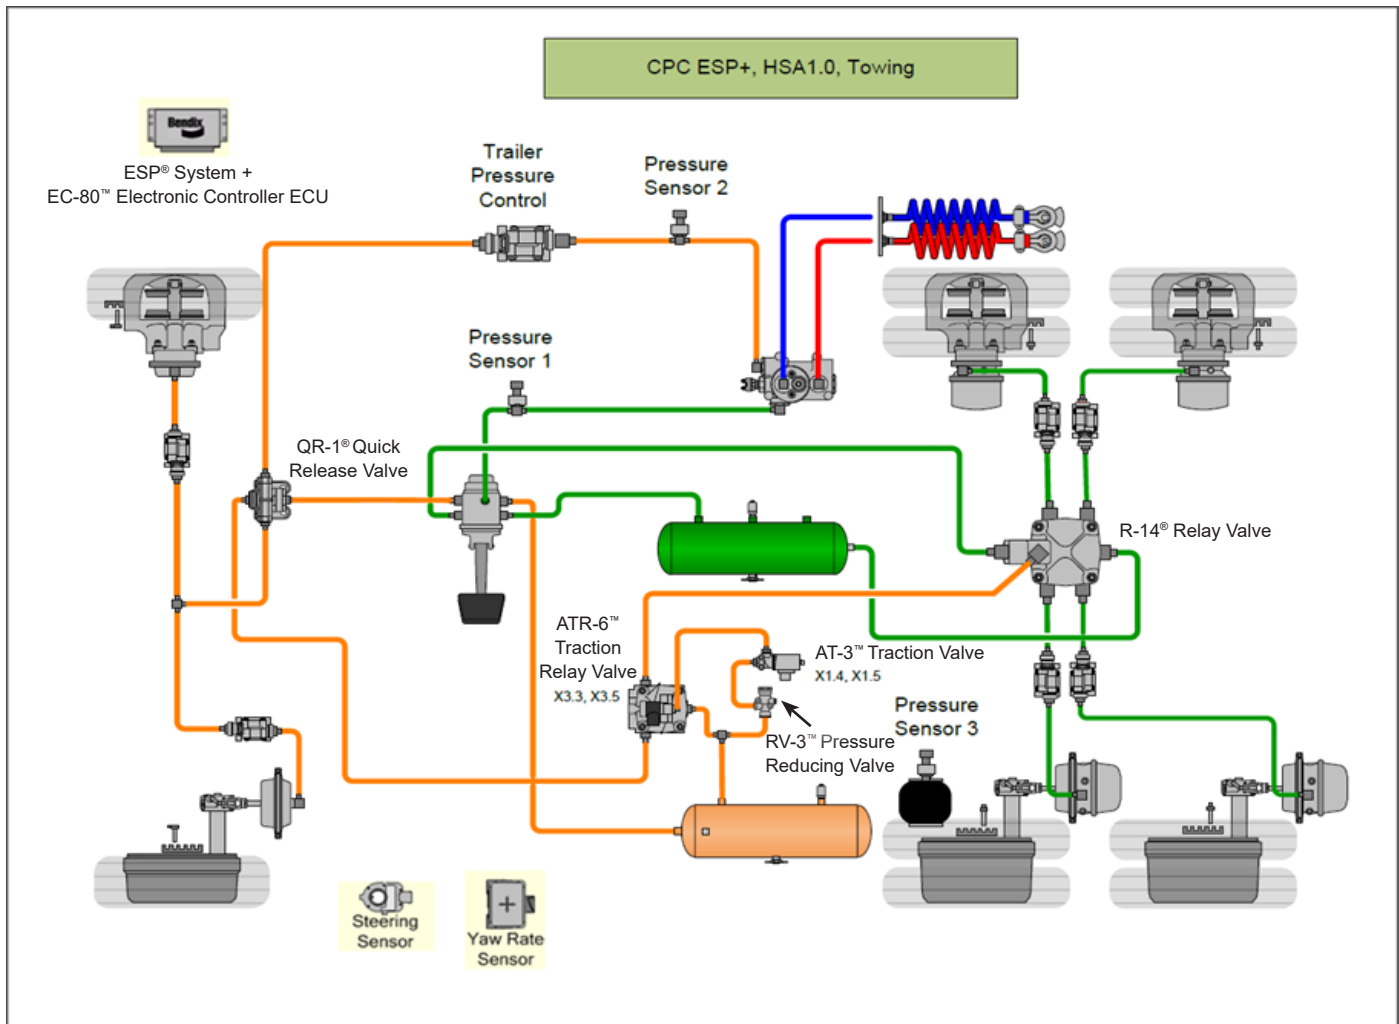 CPC ESP+, HSA1.0, Towing
Bendix
ESP® System +
EC-80™ Electronic Controller ECU
Trailer
Pressure
Control
Pressure
Sensor 2
Pressure
Sensor 1
QR-1® Quick
Release Valve
R-14® Relay Valve
ATR-6™
Traction
Relay Valve
X3.3, X3.5
AT-3™ Traction Valve
X1.4, X1.5
RV-3™ Pressure
Reducing Valve
Pressure
Sensor 3
Steering
Sensor
Yaw Rate
Sensor